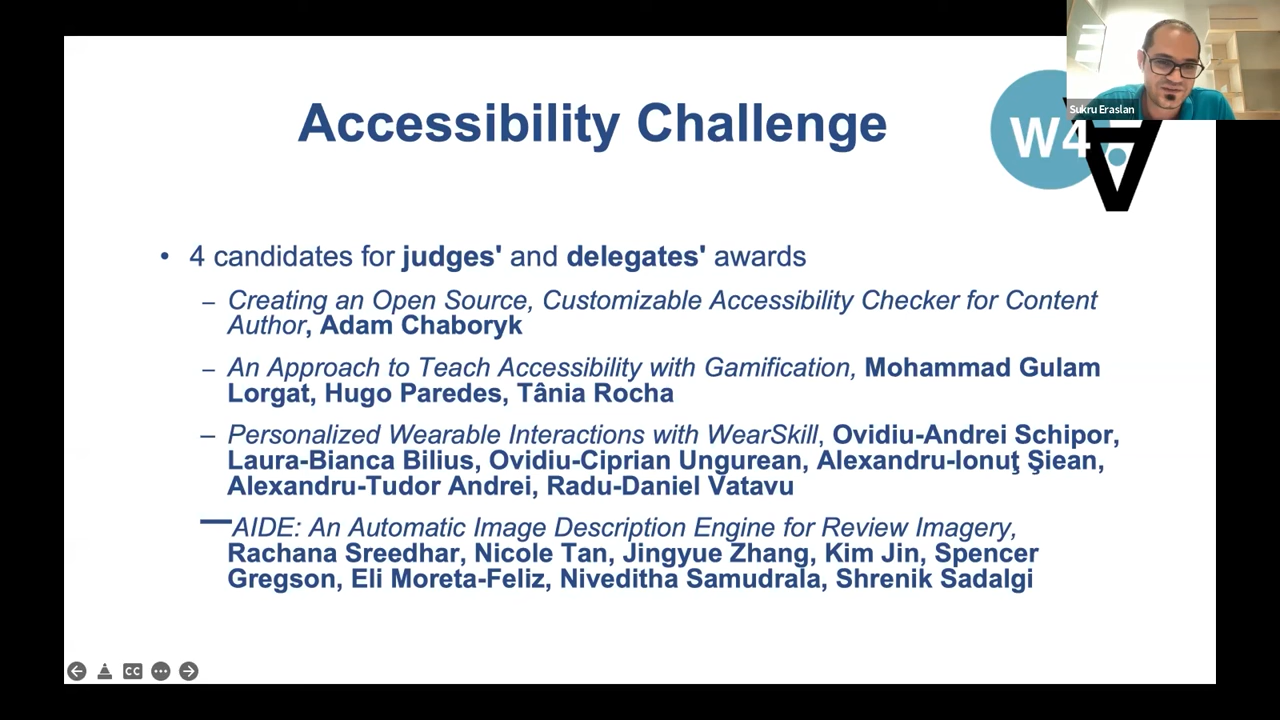 Accessibility Challenge
Sukru Eraslan
W4
• 4 candidates for judges' and delegates' awards
– Creating an Open Source, Customizable Accessibility Checker for Content
Author, Adam Chaboryk
– An Approach to Teach Accessibility with Gamification, Mohammad Gulam
Lorgat, Hugo Paredes, Tânia Rocha
– Personalized Wearable Interactions with WearSkill, Ovidiu-Andrei Schipor,
Laura-Bianca Bilius, Ovidiu-Ciprian Ungurean, Alexandru-Ionuţ Şiean,
Alexandru-Tudor Andrei, Radu-Daniel Vatavu
—AIDE: An Automatic Image Description Engine for Review Imagery,
Rachana Sreedhar, Nicole Tan, Jingyue Zhang, Kim Jin, Spencer
Gregson, Eli Moreta-Feliz, Niveditha Samudrala, Shrenik Sadalgi
CC